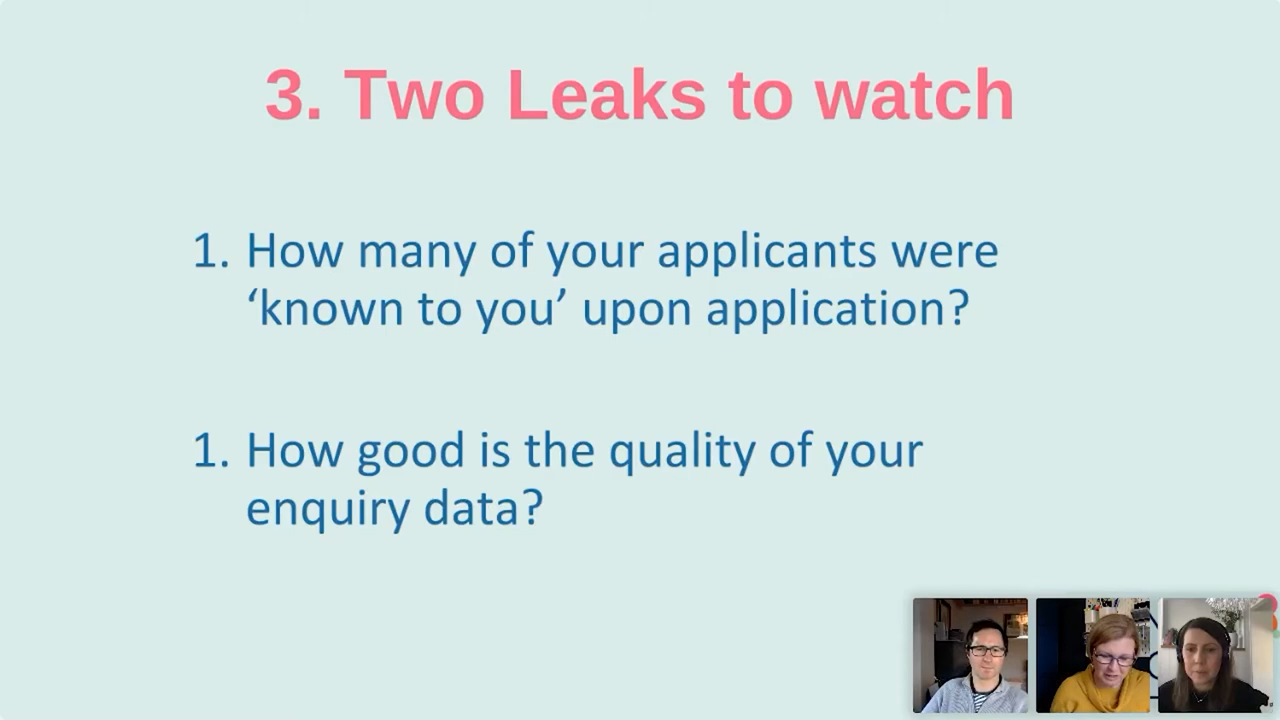 3. Two Leaks to watch
1. How many of your applicants were
‘known to you’ upon application?
1. How good is the quality of your
enquiry data?